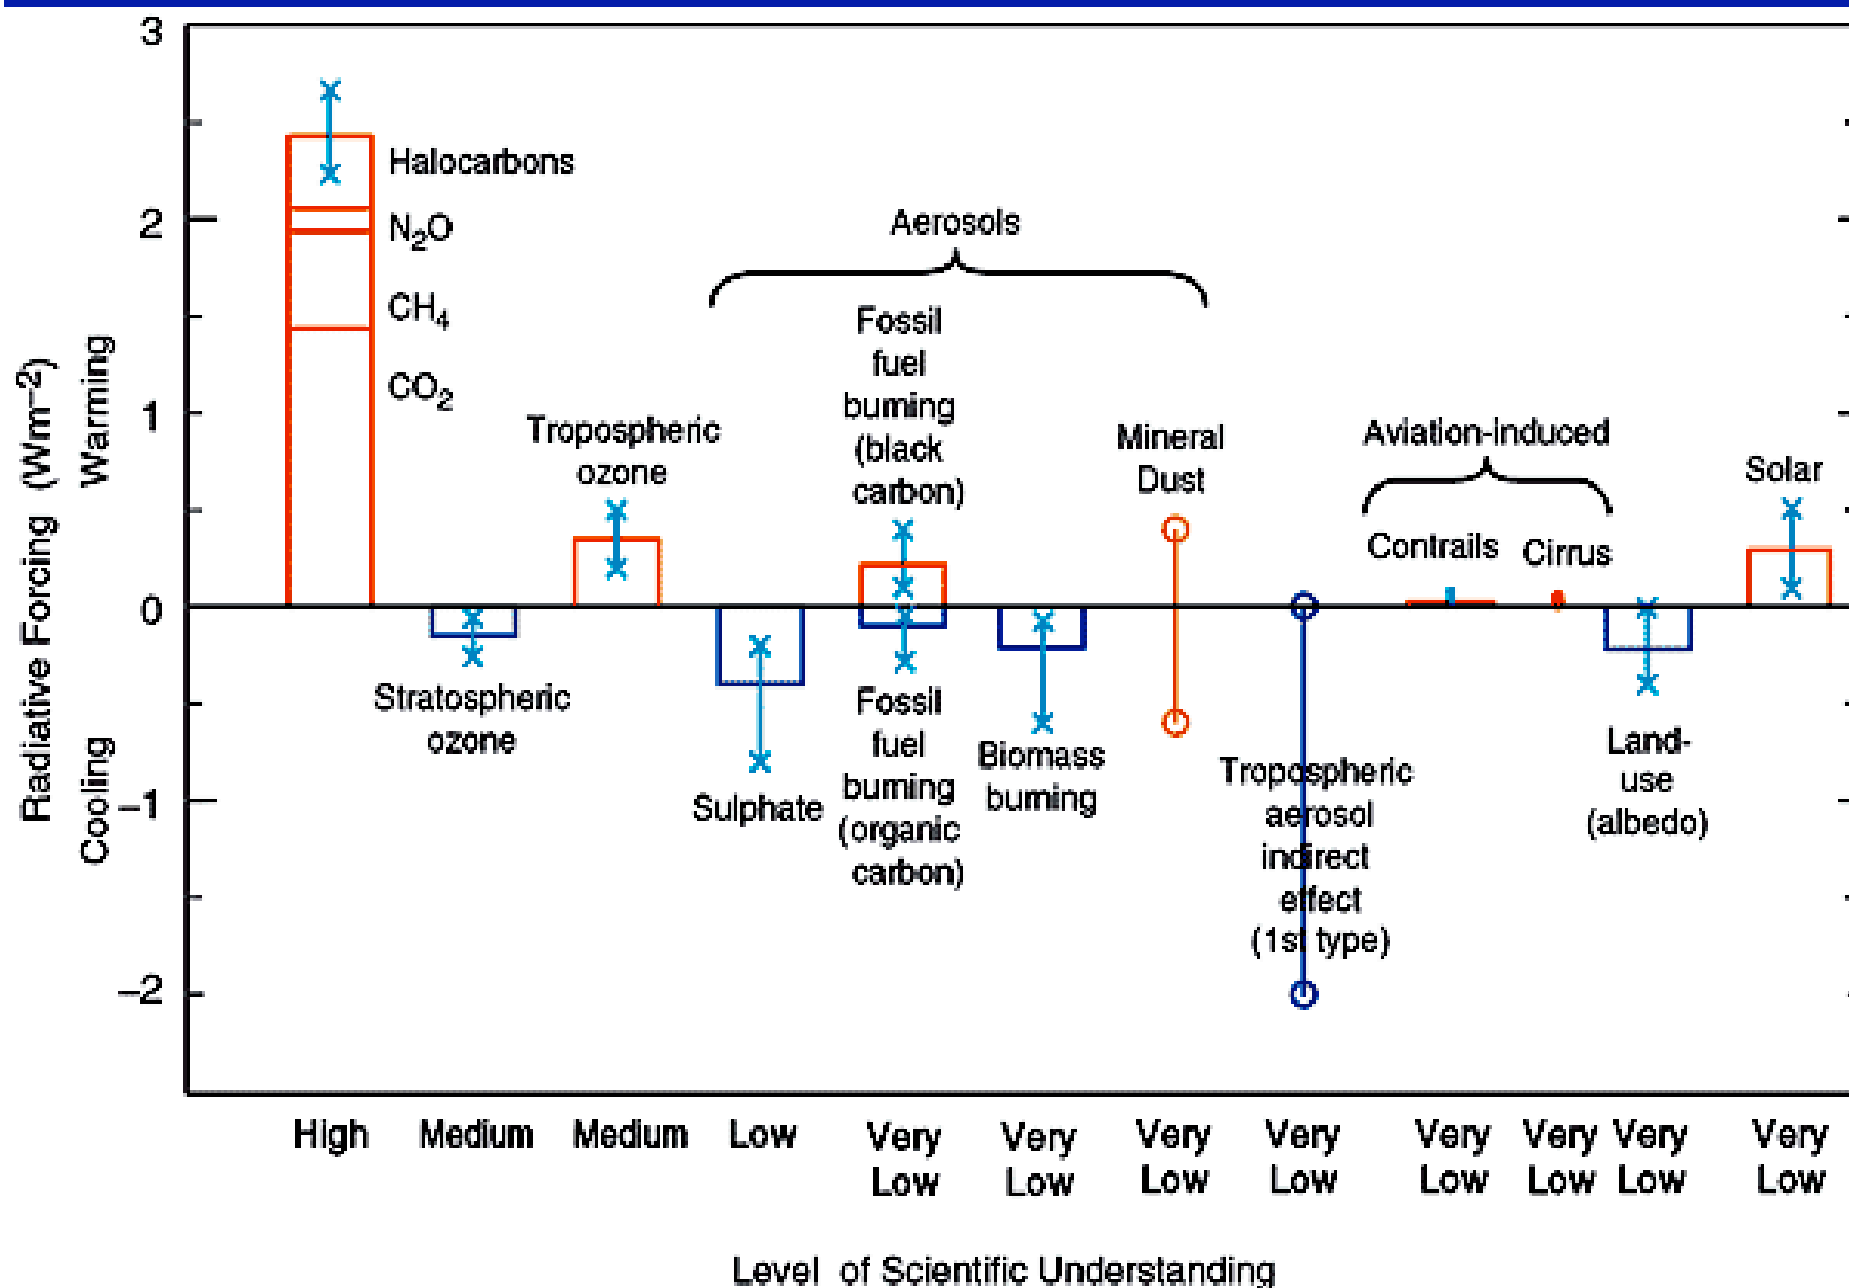 3
2
1
0
−1
−2
Radiative Forcing (Wm−2)
Warming
Cooling
Halocarbons
N2O
CH4
CO2
Stratospheric
ozone
Tropospheric
ozone
Aerosols
Sulphate
Fossil
fuel
burning
(black
carbon)
Fossil
fuel
burning
(organic
carbon)
Biomass
burning
Mineral
Dust
Tropospheric
aerosol
indirect
effect
(1st type)
Aviation-induced
Contrails
Cirrus
Land-
use
(albedo)
Solar
High
Medium
Medium
Low
Very
Low
Very
Low
Very
Low
Very
Low
Very
Low
Very
Low
Very
Low
Very
Low
Level of Scientific Understanding